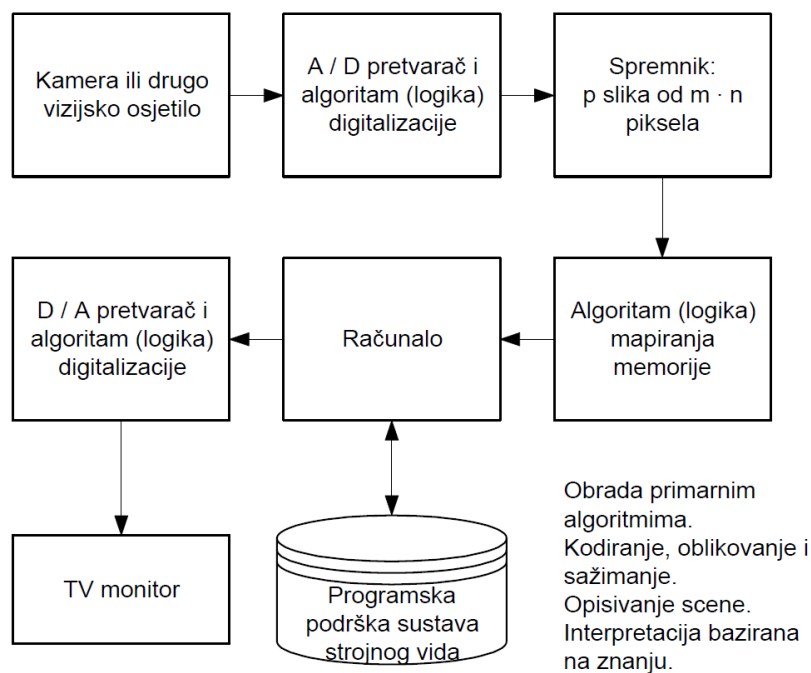 Kamera ili drugo
vizijsko osjetilo
A / D pretvarač i
algoritam (logika)
digitalizacije
Spremnik:
p slika od m · n
piksela
D / A pretvarač i
algoritam (logika)
digitalizacije
Računalo
Algoritam (logika)
mapiranja
memorije
TV monitor
Programska
podrška sustava
strojnog vida
Obrada primarnim
algoritmima.
Kodiranje, oblikovanje i
sažimanje.
Opisivanje scene.
Interpretacija bazirana
na znanju.